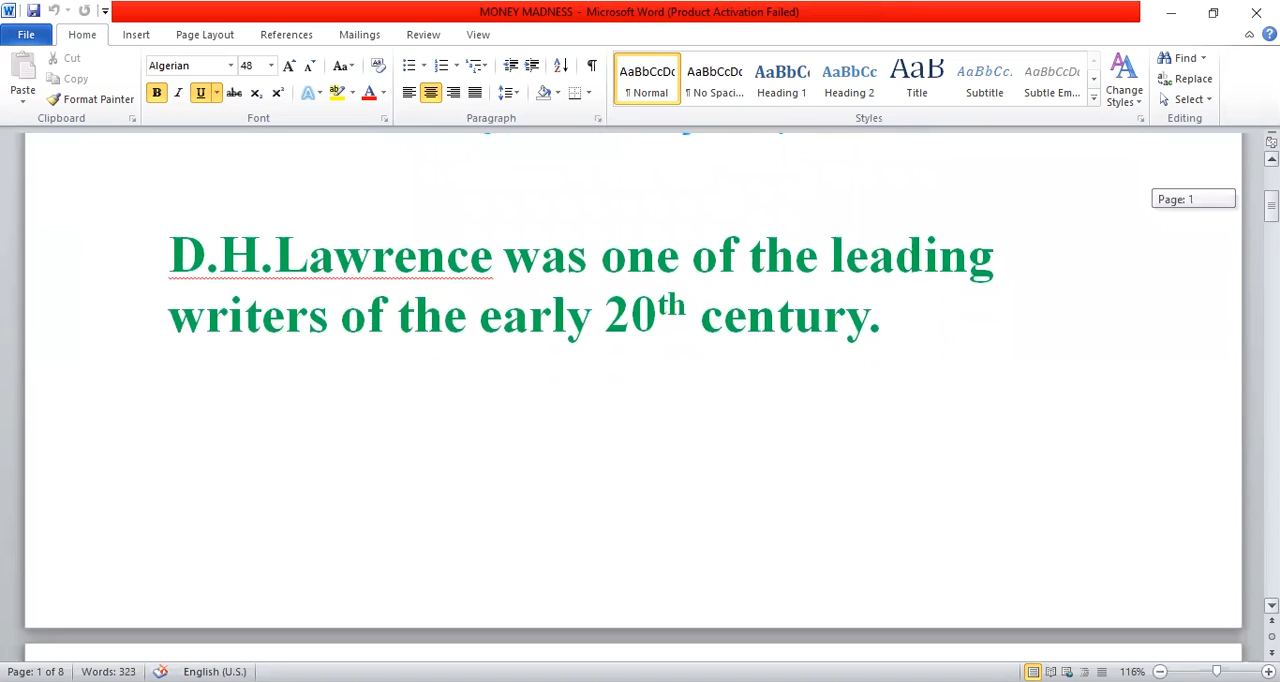 MONEY MADNESS - Microsoft Word (Product Activation Failed)
File Home Insert Page Layout References Mailings Review View
Cut
Copy
Format Painter
Paste
Algerian 48
AaBbCcDc AaBbCcDc AaBbC AaBbCc AaB AaBbCc. AaBbCcDc
¶ Normal ¶ No Spaci... Heading 1 Heading 2 Title Subtitle Subtle Em...
Change Styles
Find
Replace
Select
Clipboard Font Paragraph Styles Editing
Page: 1
D.H.Lawrence was one of the leading
writers of the early 20th century.
Page: 1 of 8 Words: 323 English (U.S.) 116%